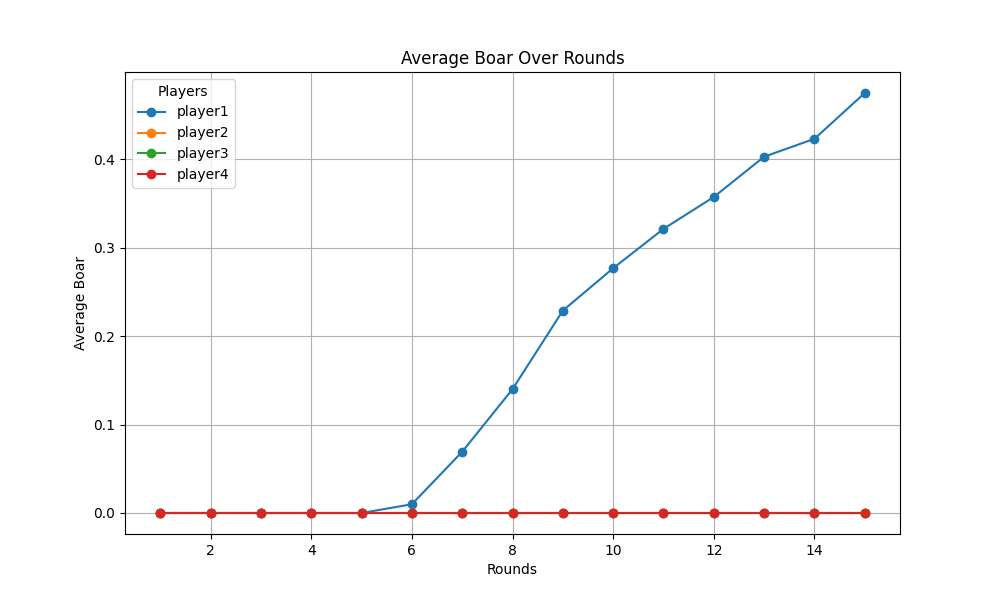 Average Boar Over Rounds
Players
player1
player2
player3
player4
Average Boar
0.4
0.3
0.2
0.1
0.0
2 4 6 8 10 12 14
Rounds